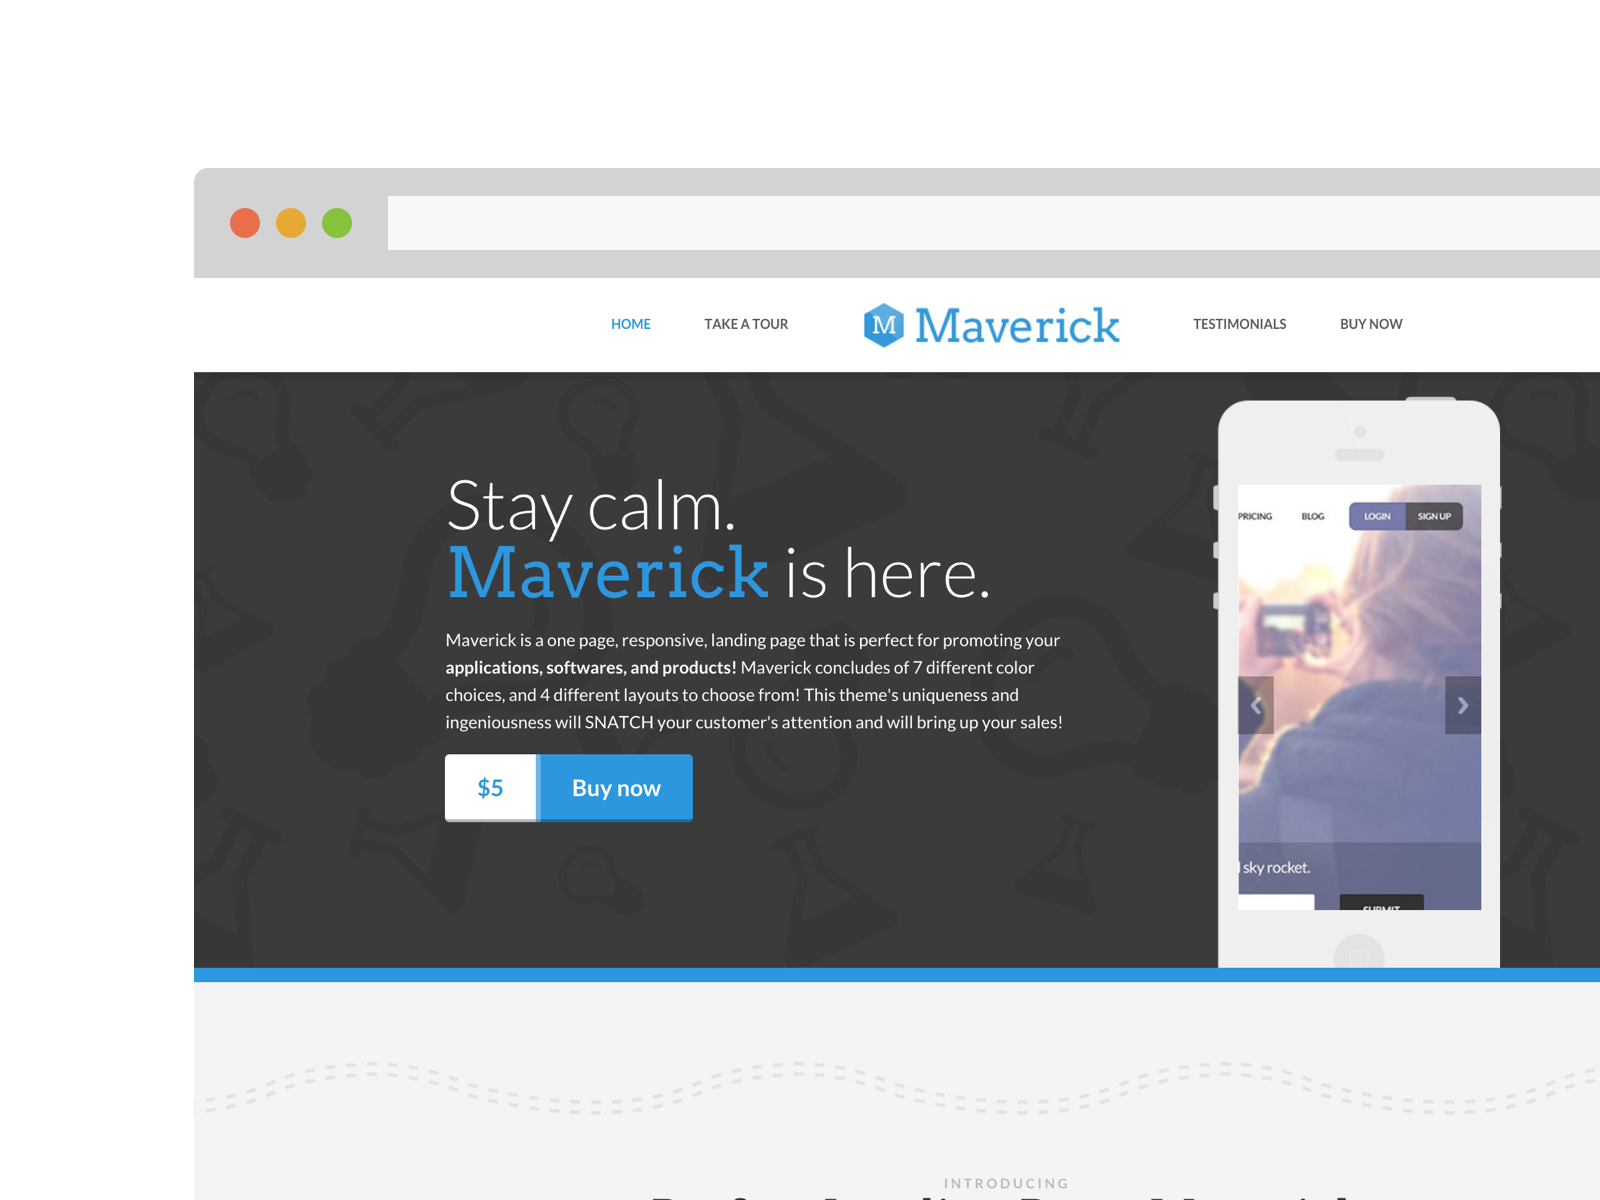 HOME
TAKE A TOUR
M Maverick
TESTIMONIALS
BUY NOW
Stay calm.
Maverick is here.
Maverick is a one page, responsive, landing page that is perfect for promoting your
applications, softwares, and products! Maverick concludes of 7 different color
choices, and 4 different layouts to choose from! This theme's uniqueness and
ingeniousness will SNATCH your customer's attention and will bring up your sales!
$5
Buy now
PRICING
BLOG
LOGIN
SIGN UP
sky rocket.
SUBMIT
INTRODUCING